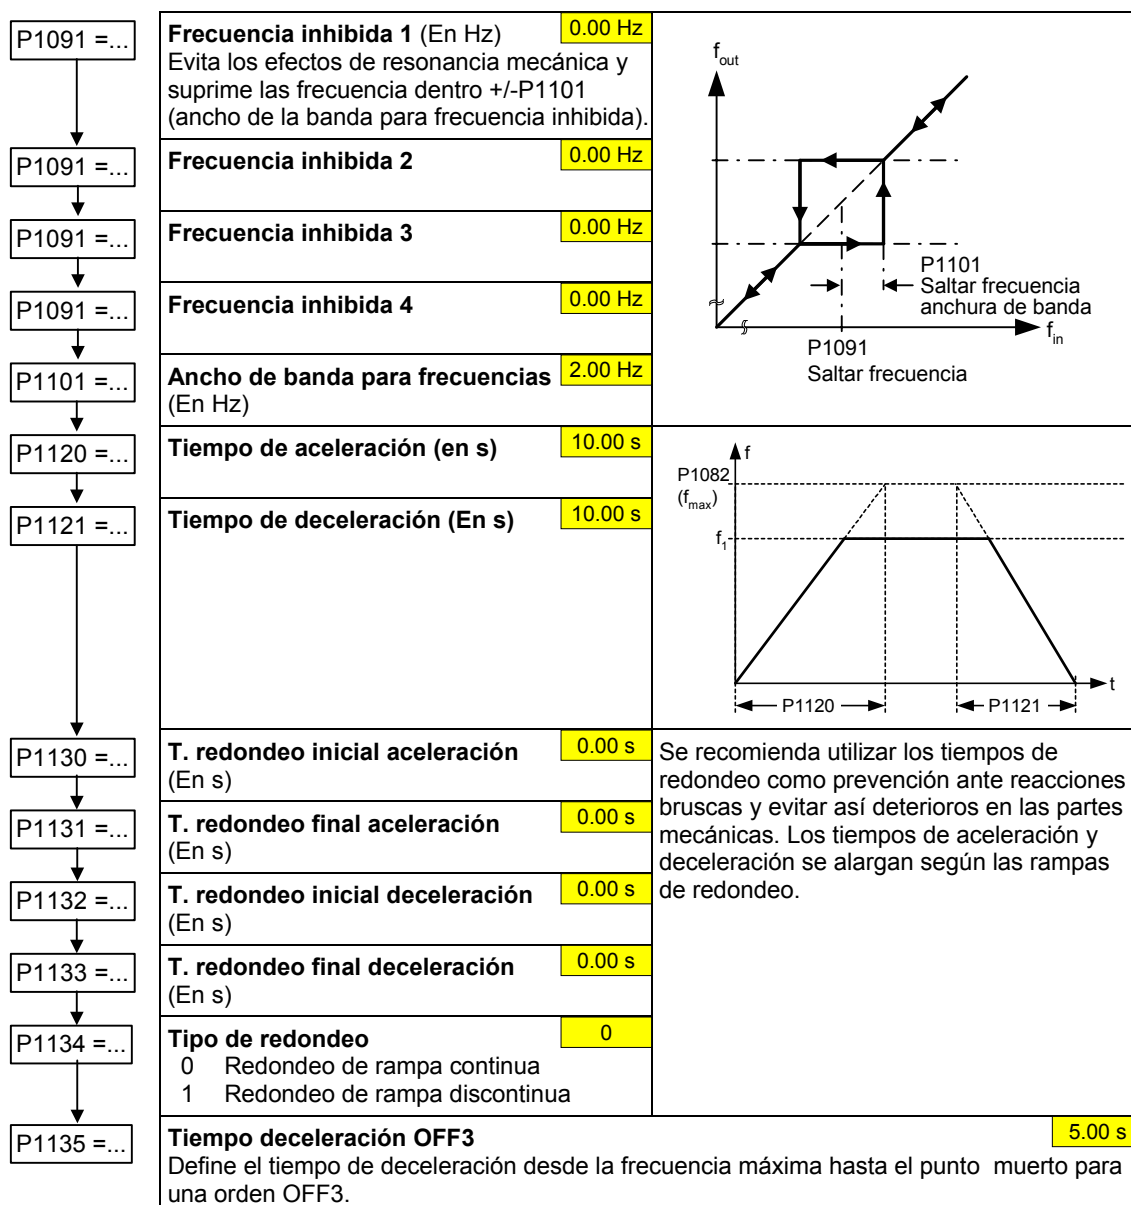 P1091 =...
Frecuencia inhibida 1 (En Hz)
0.00 Hz
Evita los efectos de resonancia mecánica y
suprime las frecuencia dentro +/-P1101
(ancho de la banda para frecuencia inhibida).
P1091 =...
Frecuencia inhibida 2
0.00 Hz
P1091 =...
Frecuencia inhibida 3
0.00 Hz
P1091 =...
Frecuencia inhibida 4
0.00 Hz
P1101 =...
Ancho de banda para frecuencias
2.00 Hz
(En Hz)
fout
P1101
Saltar frecuencia
anchura de banda
fin
P1091
Saltar frecuencia
P1120 =...
Tiempo de aceleración (en s)
10.00 s
P1121 =...
Tiempo de deceleración (En s)
10.00 s
f
P1082
(fmax)
f1
t
P1120
P1121
P1130 =...
T. redondeo inicial aceleración
0.00 s
(En s)
P1131 =...
T. redondeo final aceleración
0.00 s
(En s)
P1132 =...
T. redondeo inicial deceleración
0.00 s
(En s)
P1133 =...
T. redondeo final deceleración
0.00 s
(En s)
P1134 =...
Tipo de redondeo
0
0 Redondeo de rampa continua
1 Redondeo de rampa discontinua
Se recomienda utilizar los tiempos de
redondeo como prevención ante reacciones
bruscas y evitar así deterioros en las partes
mecánicas. Los tiempos de aceleración y
deceleración se alargan según las rampas
de redondeo.
P1135 =...
Tiempo deceleración OFF3
5.00 s
Define el tiempo de deceleración desde la frecuencia máxima hasta el punto muerto para
una orden OFF3.